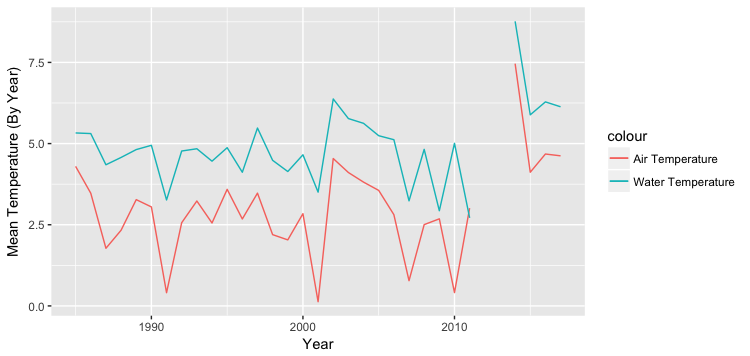 Mean Temperature (By Year)
7.5
5.0
2.5
0.0
1990
2000
2010
Year
colour
Air Temperature
Water Temperature